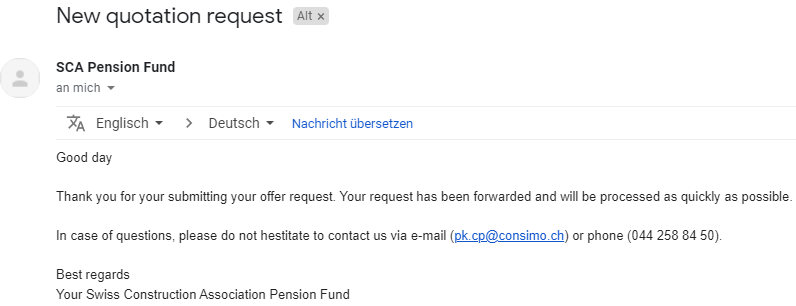 New quotation request Alt ×
SCA Pension Fund
an mich
Englisch > Deutsch Nachricht übersetzen
Good day
Thank you for your submitting your offer request. Your request has been forwarded and will be processed as quickly as possible.
In case of questions, please do not hestitate to contact us via e-mail (pk.cp@consimo.ch) or phone (044 258 84 50).
Best regards
Your Swiss Construction Association Pension Fund